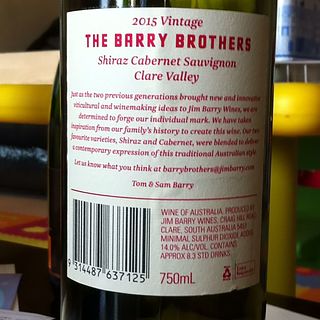 2015 Vintage
THE BARRY BROTHERS
Shiraz Cabernet Sauvignon
Clare Valley
Just as the two previous generations brought new and innovative
viticultural and winemaking ideas to Jim Barry Wines, we are
determined to forge our individual mark. We have taken
inspiration from our family's history to create this wine. Our two
favourite varieties, Shiraz and Cabernet, were blended to deliver
a contemporary expression of this traditional Australian style.
Let us know what you think at barrybrothers@jimbarry.com
Tom & Sam Barry
WINE OF AUSTRALIA. PRODUCED BY
JIM BARRY WINES, CRAIG HILL ROAD,
CLARE, SOUTH AUSTRALIA 5453
MINIMAL SULPHUR DIOXIDE ADDED
14.0% ALC/VOL. CONTAINS
APPROX 8.3 STD DRINKS
9 314487 637125
750mL